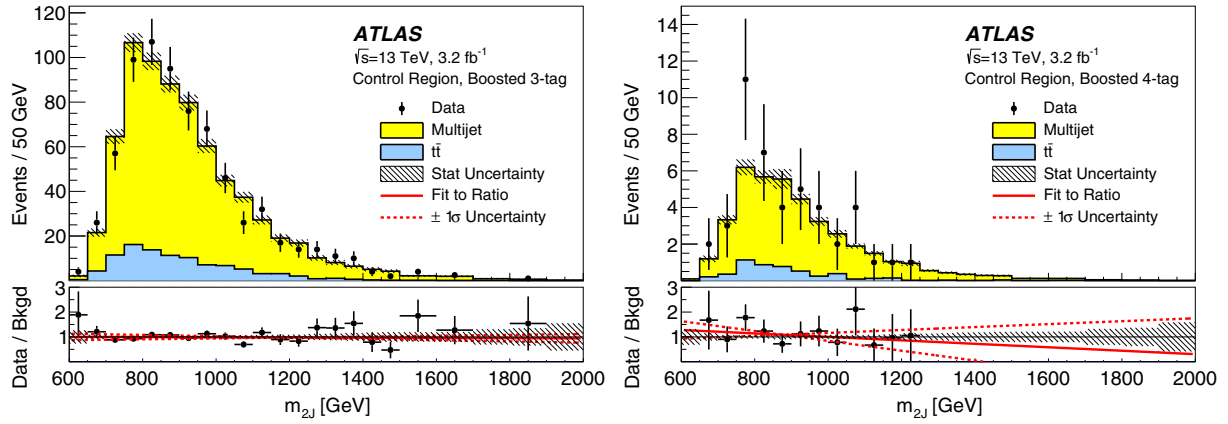 ATLAS
√s=13 TeV, 3.2 fb⁻¹
Control Region, Boosted 3-tag
Data
Multijet
tt̄
Stat Uncertainty
Fit to Ratio
± 1σ Uncertainty
Events / 50 GeV
120
100
80
60
40
20
Data / Bkgd
3
2
1
600 800 1000 1200 1400 1600 1800 2000
m2J [GeV]
ATLAS
√s=13 TeV, 3.2 fb⁻¹
Control Region, Boosted 4-tag
Data
Multijet
tt̄
Stat Uncertainty
Fit to Ratio
± 1σ Uncertainty
Events / 50 GeV
14
12
10
8
6
4
2
0
Data / Bkgd
3
2
1
600 800 1000 1200 1400 1600 1800 2000
m2J [GeV]